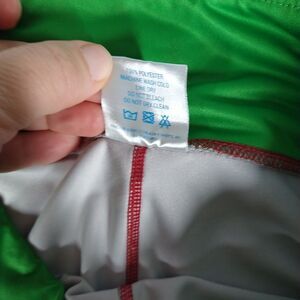 100% POLYESTER
MACHINE WASH COLD
LINE DRY
DO NOT BLEACH
DO NOT DRY CLEAN